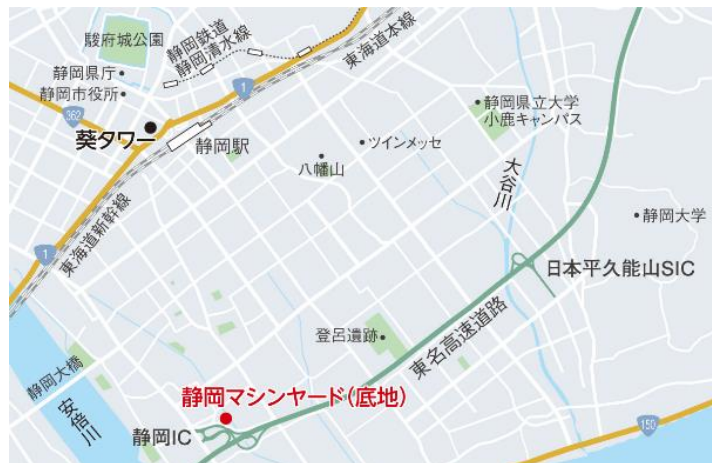 駿府城公園
静岡鉄道
静岡清水線
東海道本線
静岡県庁
静岡市役所
1
362
葵タワー
静岡駅
静岡県立大学
小鹿キャンパス
ツインメッセ
八幡山
大谷川
静岡大学
1
東海道新幹線
日本平久能山SIC
登呂遺跡
東名高速道路
静岡大橋
静岡マシンヤード(底地)
安倍川
静岡IC
150